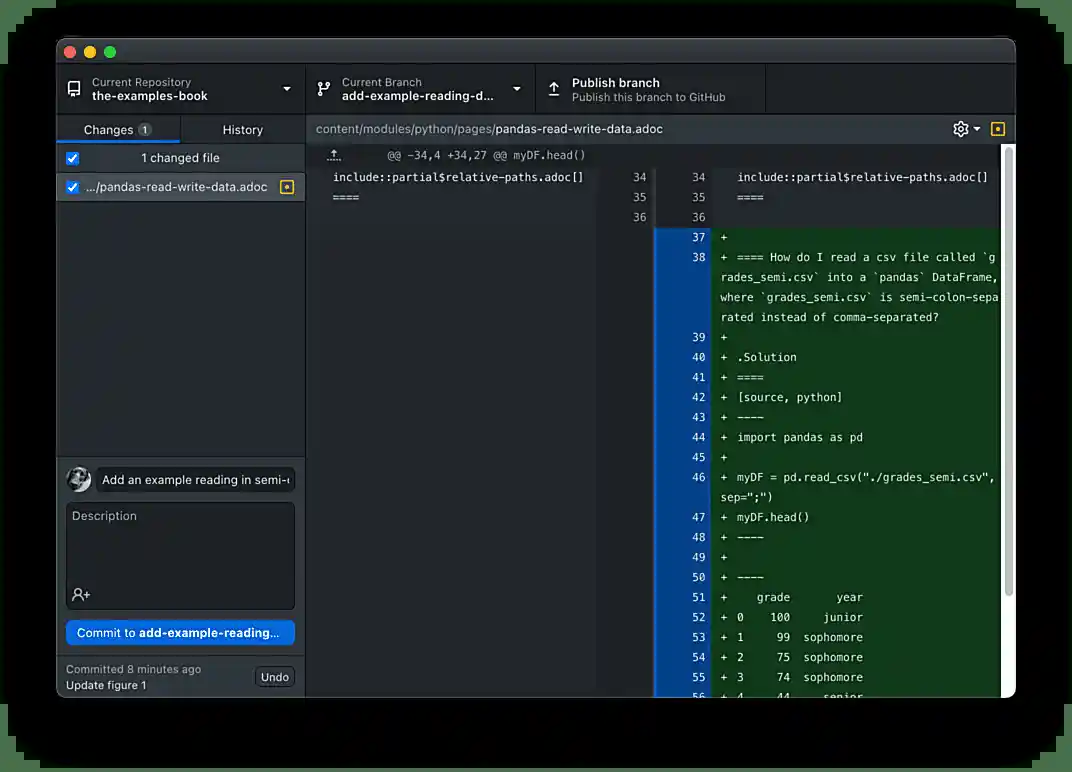 Current Repository
the-examples-book
Current Branch
add-example-reading-d...
Publish branch
Publish this branch to GitHub
Changes 1
History
content/modules/python/pages/pandas-read-write-data.adoc
1 changed file
.../pandas-read-write-data.adoc
@@ -34,4 +34,27 @@ myDF.head()
include::partial$relative-paths.adoc[] 34 34 include::partial$relative-paths.adoc[]
==== 35 35 ====
36 36
37 +
38 + ==== How do I read a csv file called `g
rades_semi.csv` into a `pandas` DataFrame,
where `grades_semi.csv` is semi-colon-sepa
rated instead of comma-separated?
39 +
40 + .Solution
41 + ====
42 + [source, python]
43 + ----
44 + import pandas as pd
45 +
46 + myDF = pd.read_csv("./grades_semi.csv",
sep=";")
47 + myDF.head()
48 + ----
49 +
50 + ----
51 + grade year
52 + 0 100 junior
53 + 1 99 sophomore
54 + 2 75 sophomore
55 + 3 74 sophomore
56 + 4 44 senior
Add an example reading in semi-
Description
Commit to add-example-reading...
Committed 8 minutes ago
Update figure 1
Undo